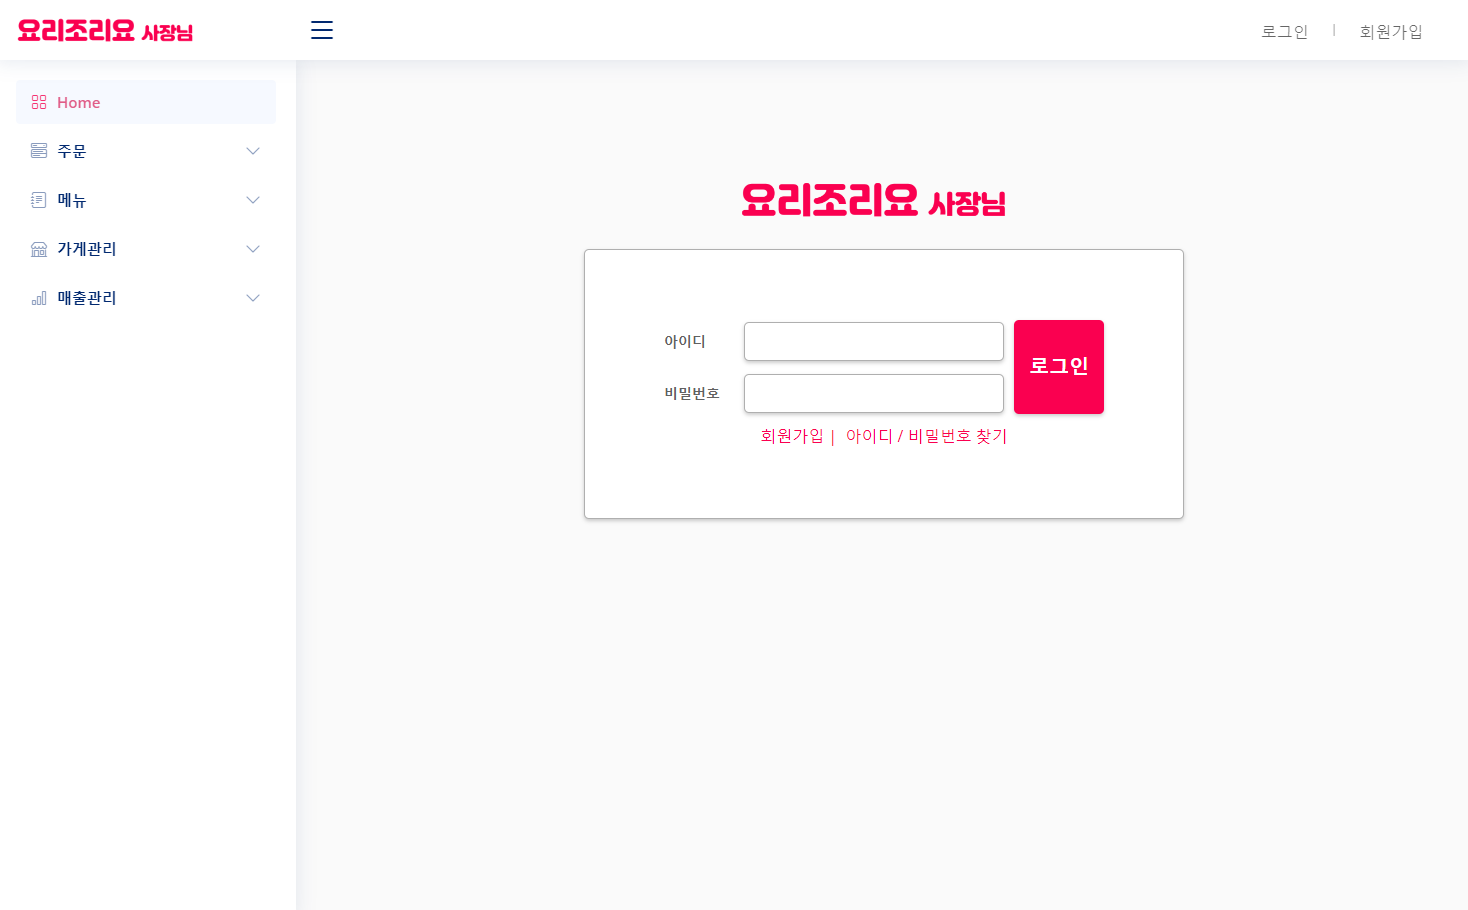 요리조리요 사장님
로그인 | 회원가입
Home
주문
메뉴
가게관리
매출관리
요리조리요 사장님
아이디
비밀번호
로그인
회원가입 | 아이디 / 비밀번호 찾기